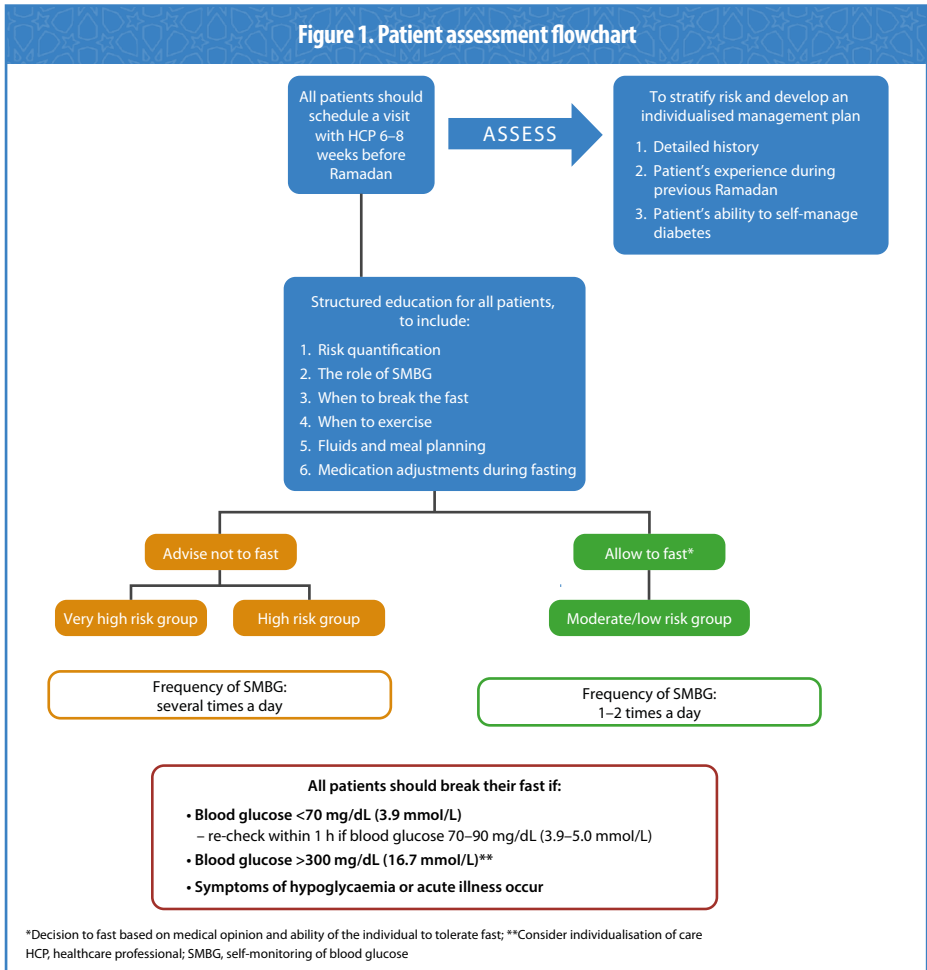 Figure 1. Patient assessment flowchart
All patients should
schedule a visit
with HCP 6–8
weeks before
Ramadan
ASSESS
To stratify risk and develop an
individualised management plan
1. Detailed history
2. Patient's experience during
previous Ramadan
3. Patient's ability to self-manage
diabetes
Structured education for all patients,
to include:
1. Risk quantification
2. The role of SMBG
3. When to break the fast
4. When to exercise
5. Fluids and meal planning
6. Medication adjustments during fasting
Advise not to fast
Allow to fast*
Very high risk group
High risk group
Moderate/low risk group
Frequency of SMBG:
several times a day
Frequency of SMBG:
1–2 times a day
All patients should break their fast if:
• Blood glucose <70 mg/dL (3.9 mmol/L)
– re-check within 1 h if blood glucose 70–90 mg/dL (3.9–5.0 mmol/L)
• Blood glucose >300 mg/dL (16.7 mmol/L)**
• Symptoms of hypoglycaemia or acute illness occur
*Decision to fast based on medical opinion and ability of the individual to tolerate fast; **Consider individualisation of care
HCP, healthcare professional; SMBG, self-monitoring of blood glucose